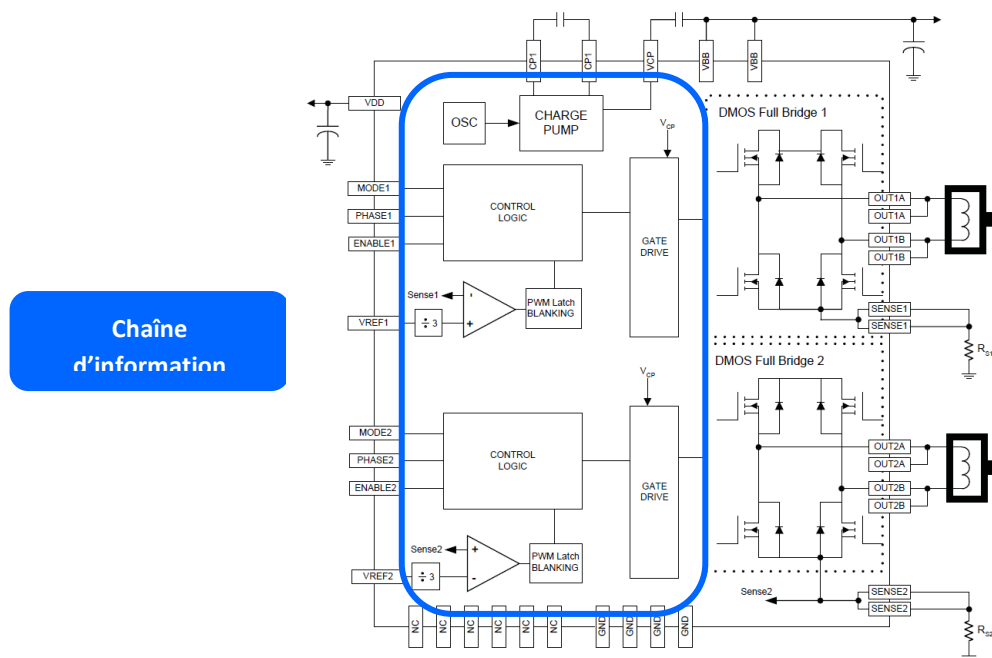 CP1
CP1
VCP
VBB
VBB
VDD
OSC
CHARGE
PUMP
DMOS Full Bridge 1
VCP
MODE1
PHASE1
ENABLE1
CONTROL
LOGIC
GATE
DRIVE
OUT1A
OUT1A
OUT1B
OUT1B
Sense1
-
+
PWM Latch
BLANKING
VREF1
÷ 3
SENSE1
SENSE1
RS1
Chaîne
d'information
DMOS Full Bridge 2
VCP
MODE2
PHASE2
ENABLE2
CONTROL
LOGIC
GATE
DRIVE
OUT2A
OUT2A
OUT2B
OUT2B
Sense2
+
-
PWM Latch
BLANKING
VREF2
÷ 3
Sense2
SENSE2
SENSE2
RS2
NC
NC
NC
NC
NC
NC
GND
GND
GND
GND